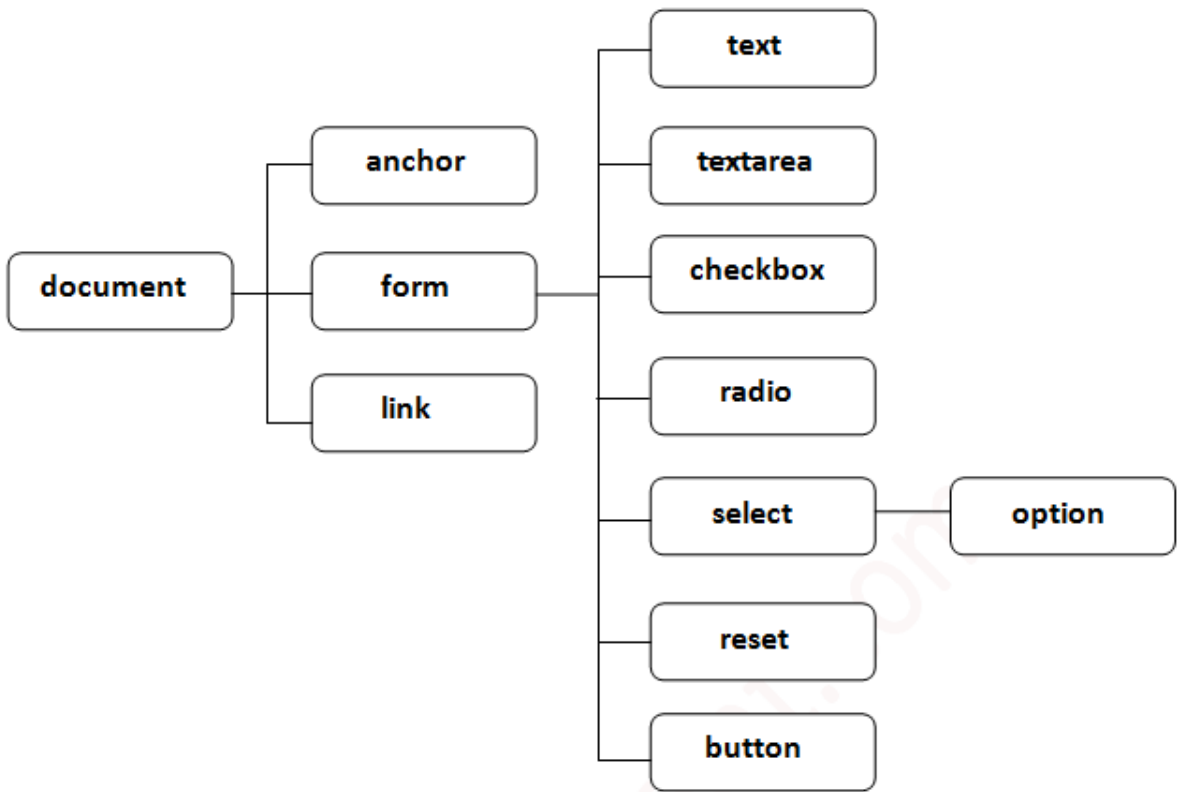 document
anchor
form
link
text
textarea
checkbox
radio
select
option
reset
button